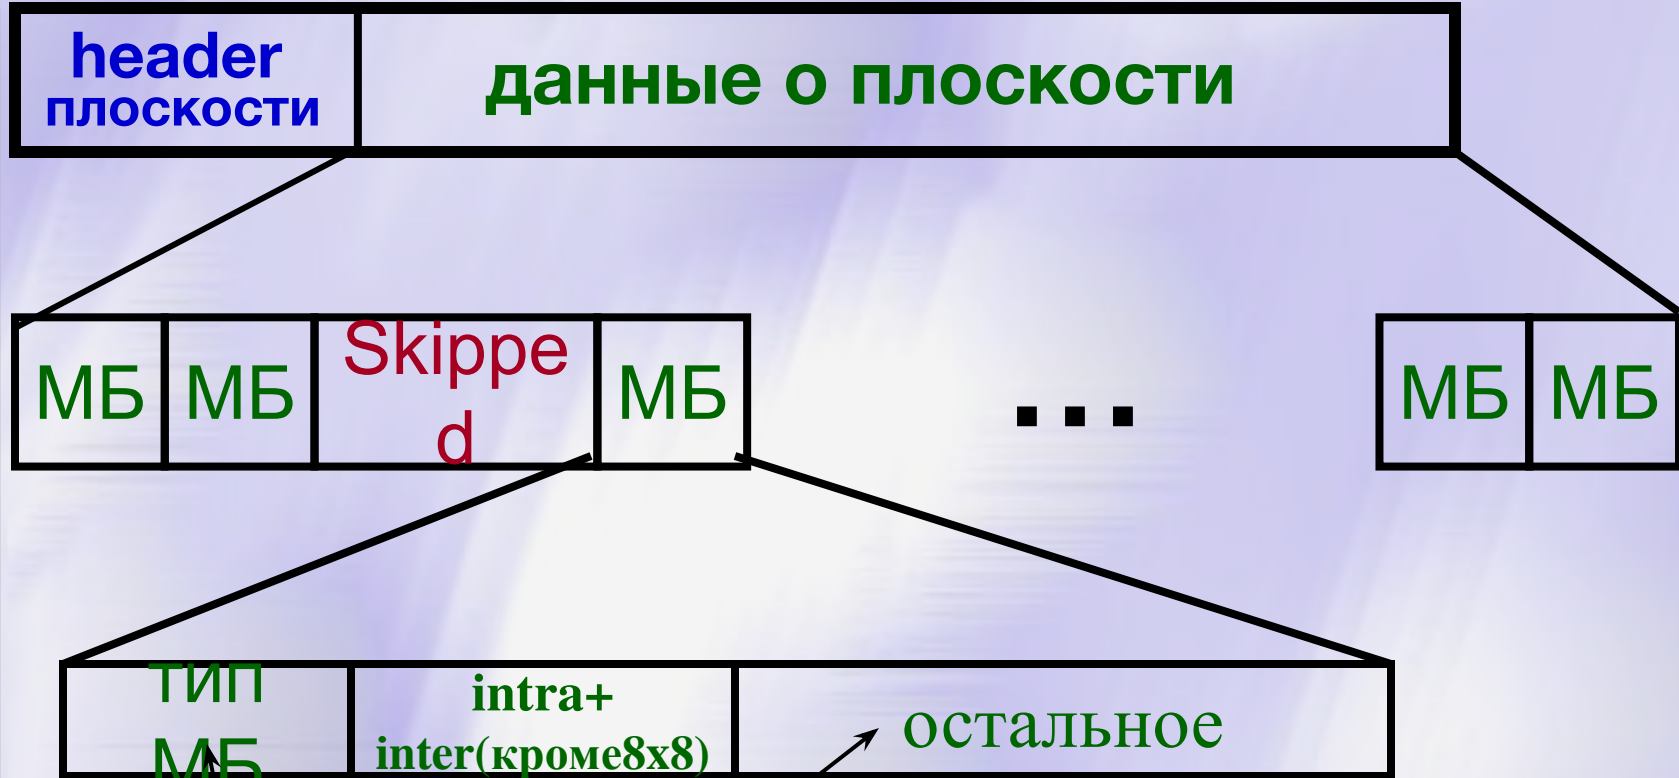 header
плоскости
данные о плоскости
МБ МБ Skippe МБ ... МБ МБ
d
тип
МБ
intra+
inter(кроме8x8)
остальное